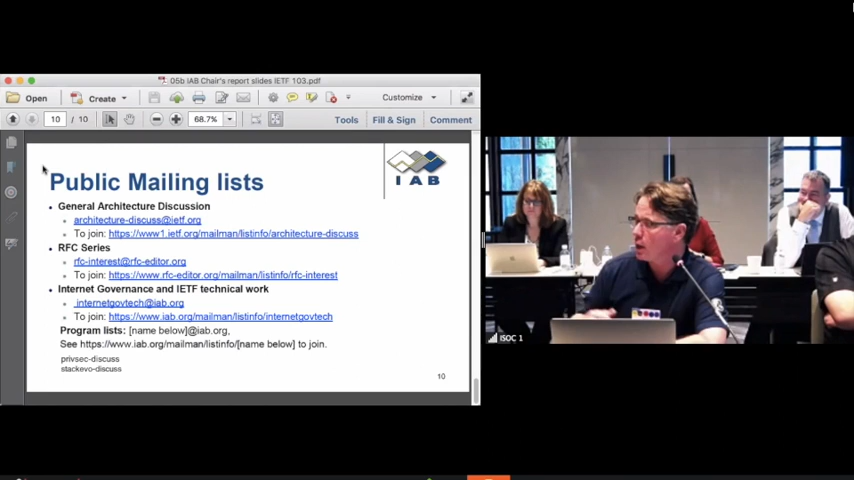 05b IAB Chair's report slides IETF 103.pdf
Open
Create
Customize
10 / 10
68.7%
Tools
Fill & Sign
Comment
IAB
Public Mailing lists
• General Architecture Discussion
architecture-discuss@ietf.org
To join: https://www1.ietf.org/mailman/listinfo/architecture-discuss
• RFC Series
rfc-interest@rfc-editor.org
To join: https://www.rfc-editor.org/mailman/listinfo/rfc-interest
• Internet Governance and IETF technical work
internetgovtech@iab.org
To join: https://www.iab.org/mailman/listinfo/internetgovtech
Program lists: [name below]@iab.org,
See https://www.iab.org/mailman/listinfo/[name below] to join.
privsec-discuss
stackevo-discuss
10
ISOC 1